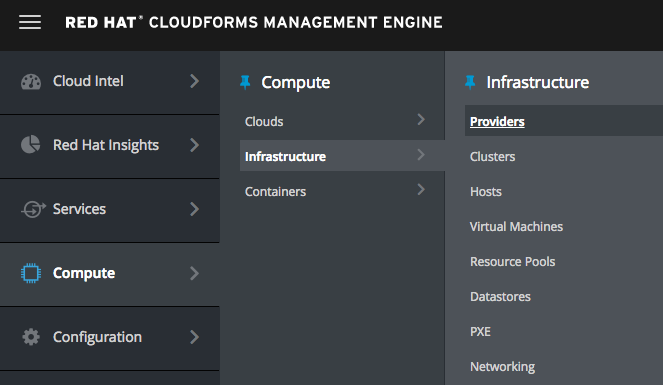 RED HAT® CLOUDFORMS MANAGEMENT ENGINE
Cloud Intel
Red Hat Insights
Services
Compute
Configuration
Compute
Clouds
Infrastructure
Containers
Infrastructure
Providers
Clusters
Hosts
Virtual Machines
Resource Pools
Datastores
PXE
Networking